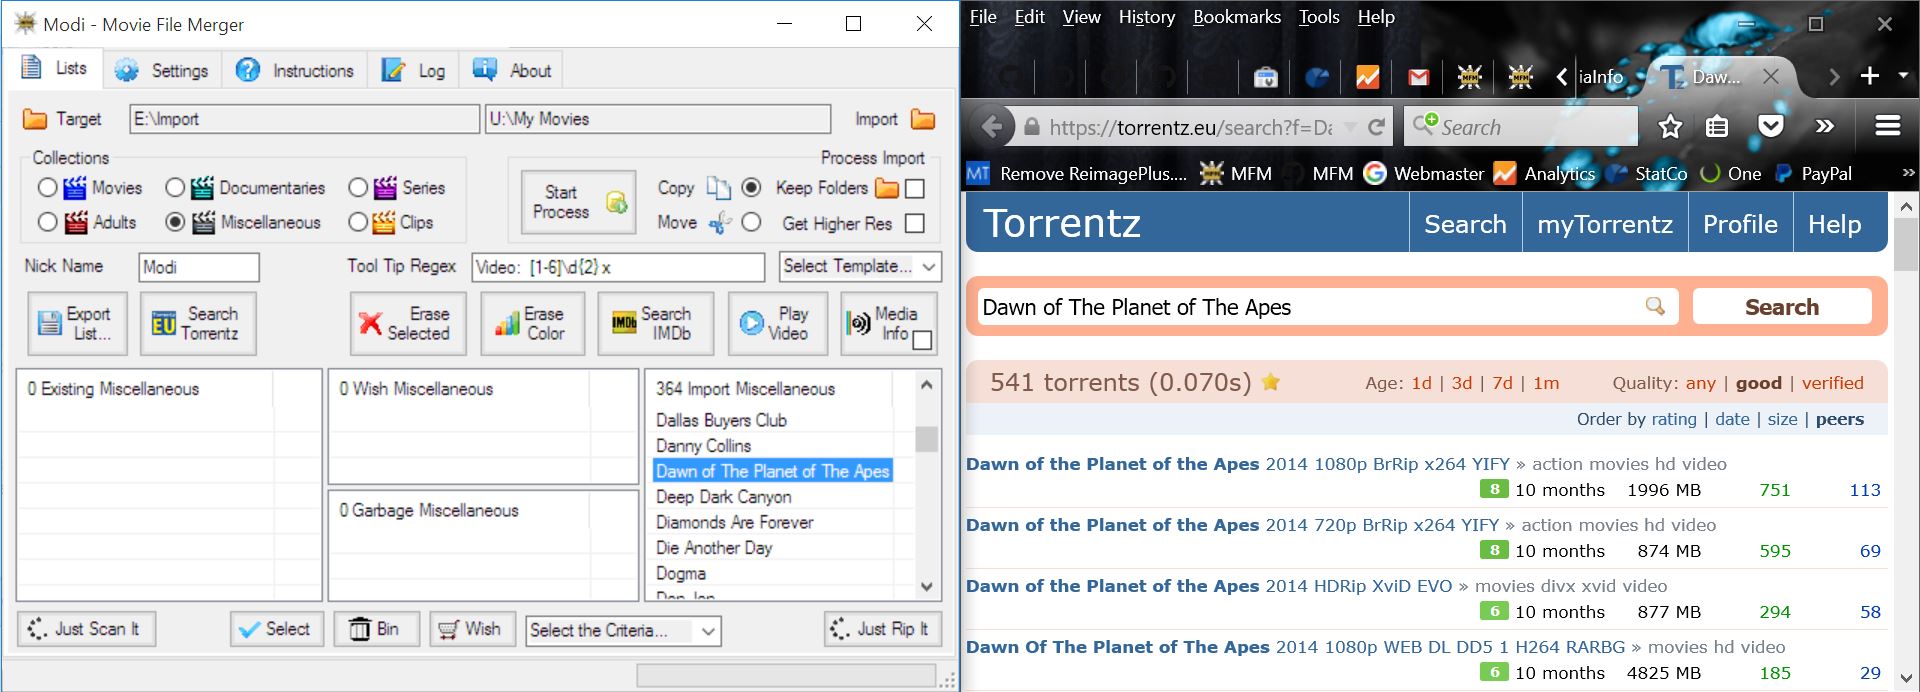 Modi - Movie File Merger
Lists
Settings
Instructions
Log
About
Target
E:\Import
U:\My Movies
Import
Collections
Movies
Documentaries
Series
Adults
Miscellaneous
Clips
Process Import
Start
Process
Copy
Keep Folders
Move
Get Higher Res
Nick Name
Modi
Tool Tip Regex
Video:  [1-6]\d{2} x
Select Template...
Export
List...
EU
Search
Torrentz
Erase
Selected
Erase
Color
IMDb
Search
IMDb
Play
Video
Media
Info
0 Existing Miscellaneous
0 Wish Miscellaneous
0 Garbage Miscellaneous
364 Import Miscellaneous
Dallas Buyers Club
Danny Collins
Dawn of The Planet of The Apes
Deep Dark Canyon
Diamonds Are Forever
Die Another Day
Dogma
Just Scan It
Select
Bin
Wish
Select the Criteria...
Just Rip It
File Edit View History Bookmarks Tools Help
MFM
MFM
iaInfo
Tz
Daw...
https://torrentz.eu/search?f=Da
Search
MT Remove ReimagePlus.... MFM MFM Webmaster Analytics StatCo One PayPal
Torrentz
Search
myTorrentz
Profile
Help
Dawn of The Planet of The Apes
Search
541 torrents (0.070s)
Age: 1d | 3d | 7d | 1m
Quality: any | good | verified
Order by rating | date | size | peers
Dawn of the Planet of the Apes 2014 1080p BrRip x264 YIFY » action movies hd video
8 10 months 1996 MB 751 113
Dawn of the Planet of the Apes 2014 720p BrRip x264 YIFY » action movies hd video
8 10 months 874 MB 595 69
Dawn of the Planet of the Apes 2014 HDRip XviD EVO » movies divx xvid video
6 10 months 877 MB 294 58
Dawn Of The Planet of The Apes 2014 1080p WEB DL DD5 1 H264 RARBG » movies hd video
6 10 months 4825 MB 185 29